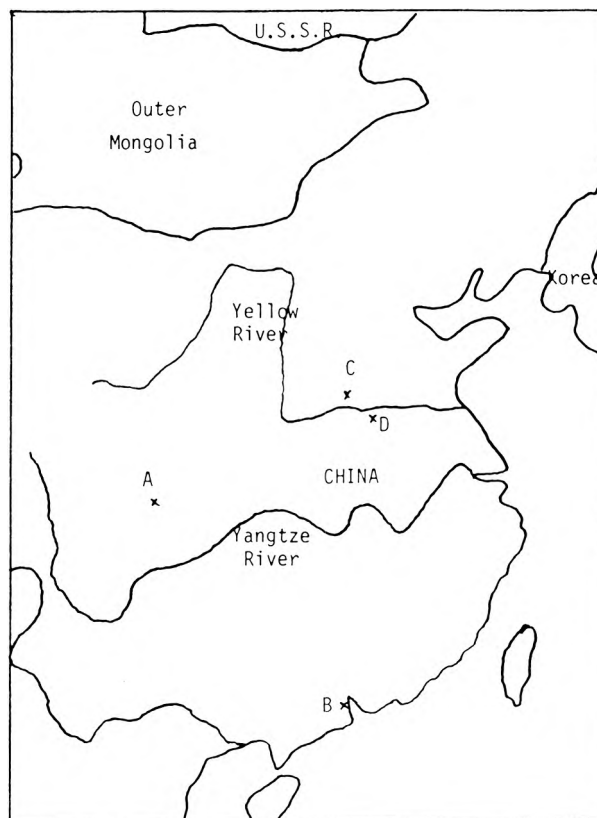 U.S.S.R.
Outer
Mongolia
Korea
Yellow
River
C
D
A
CHINA
Yangtze
River
B